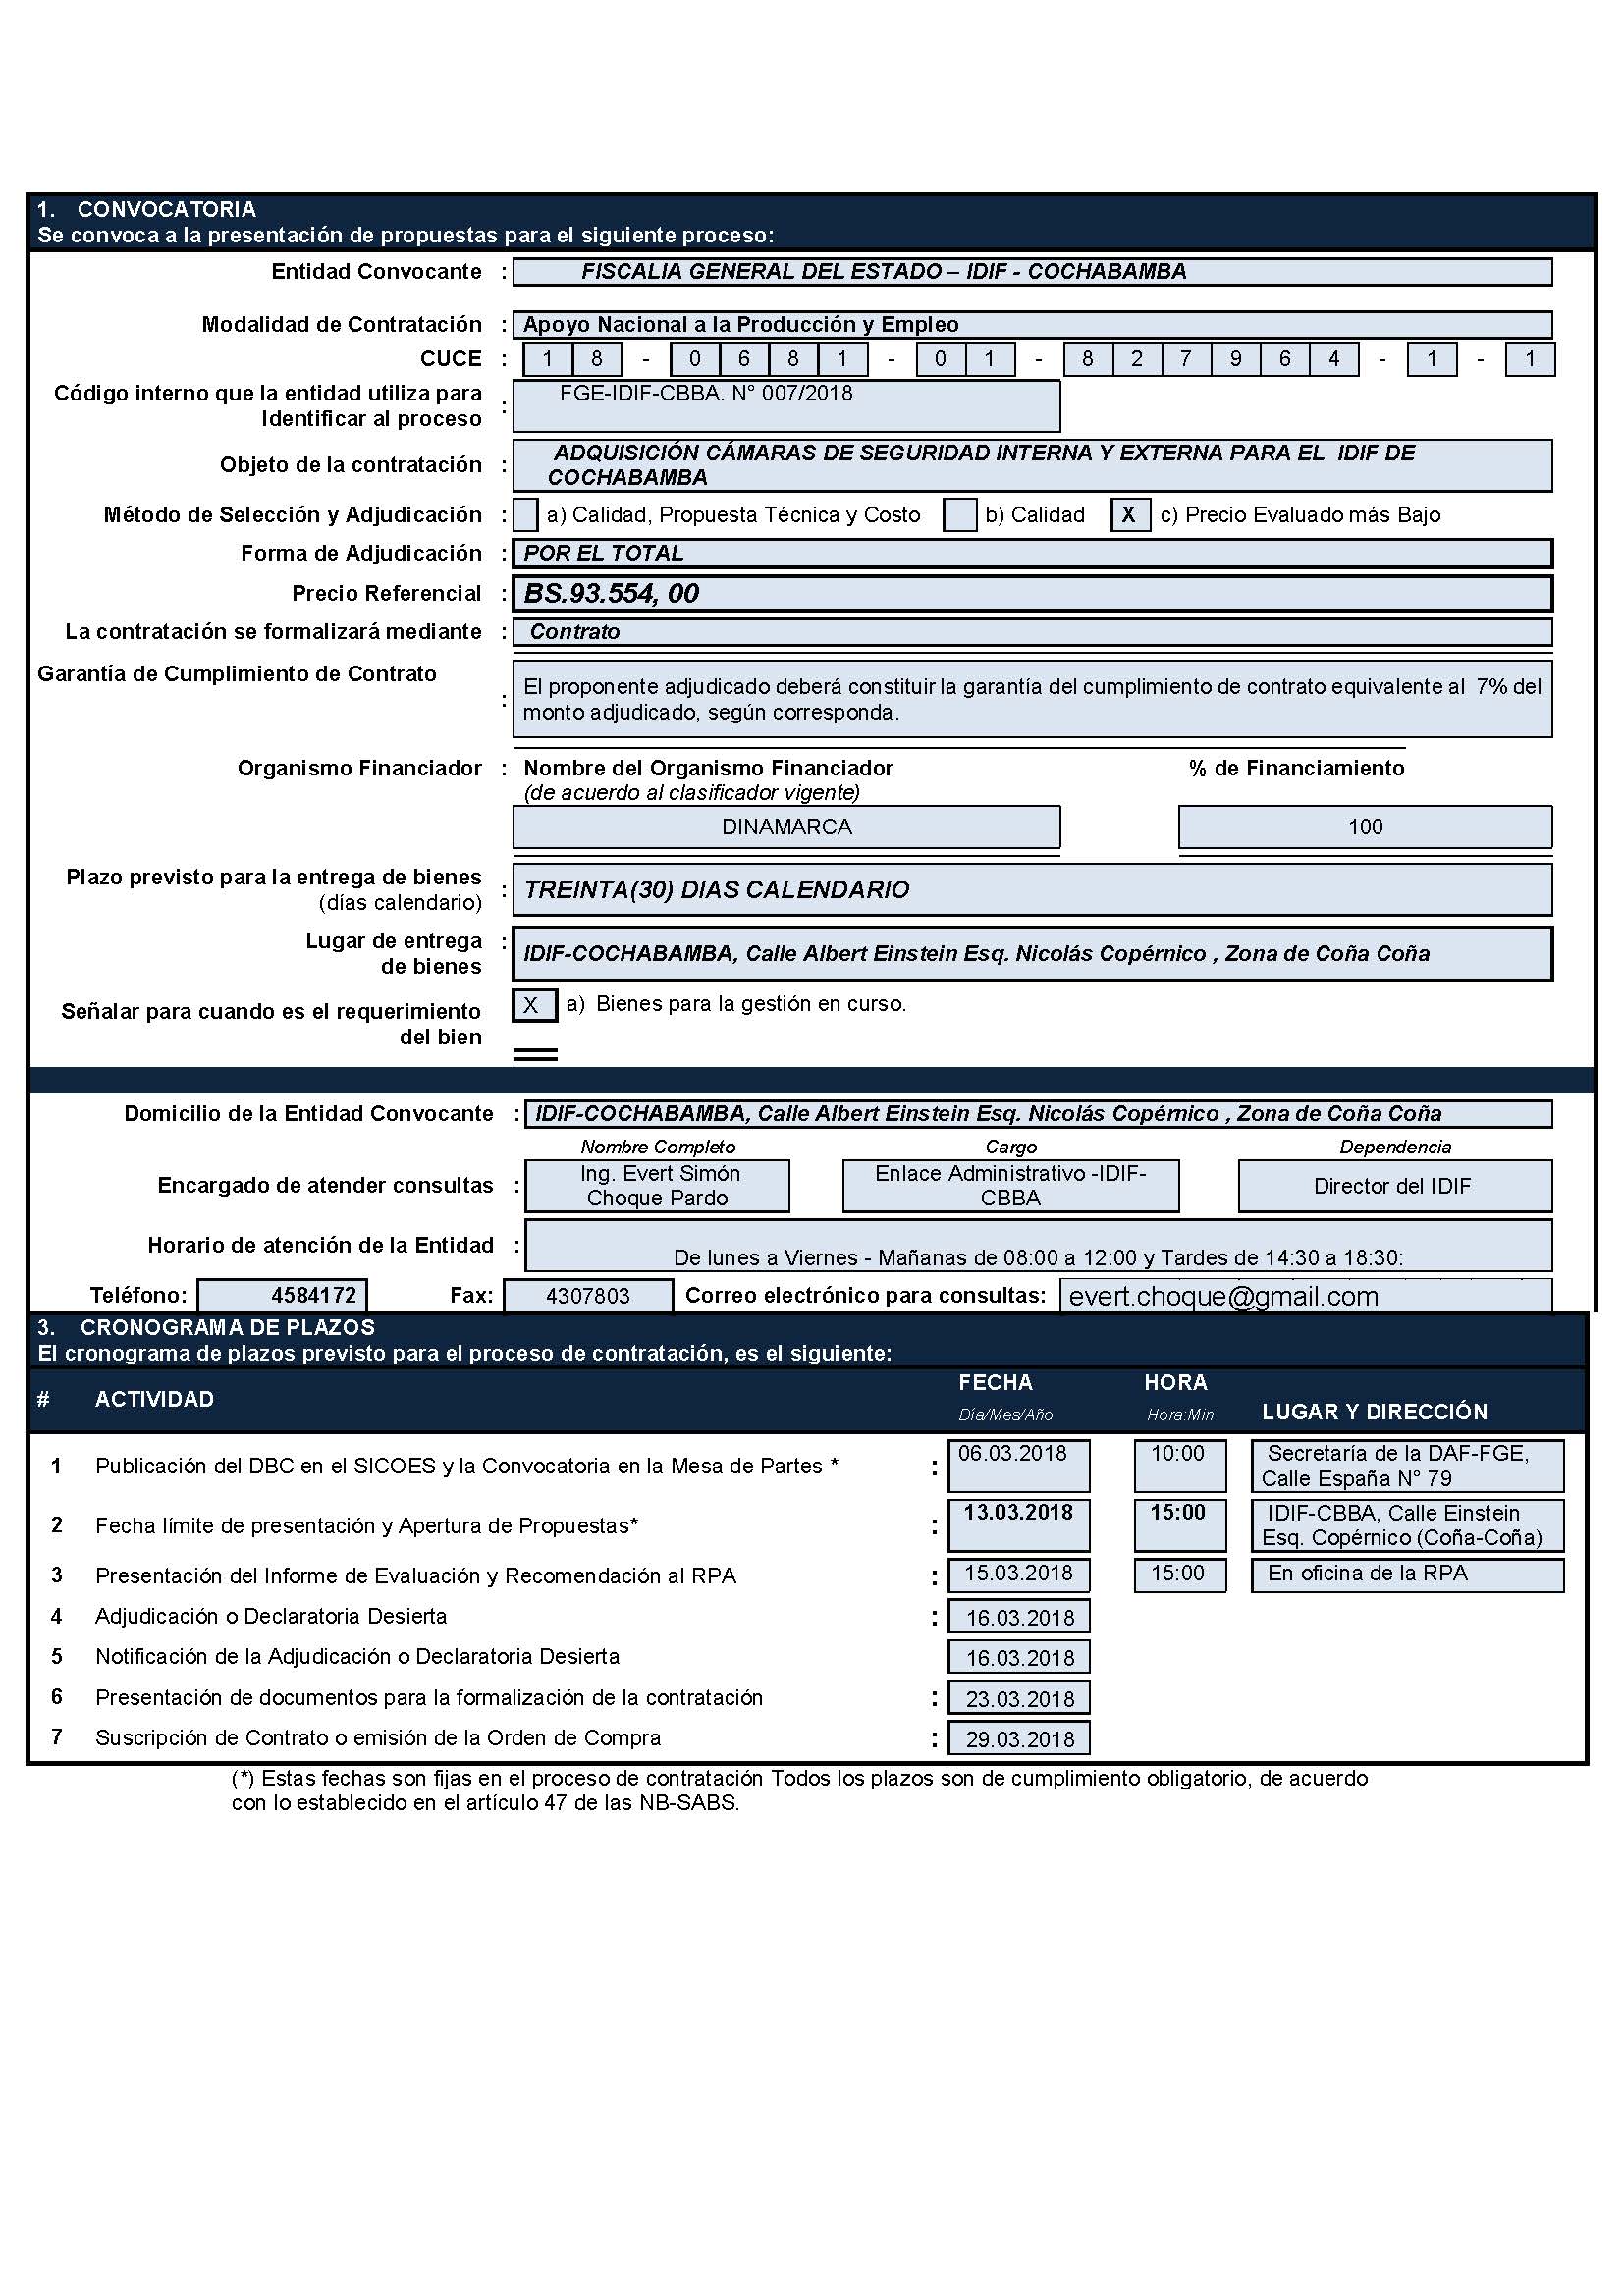 1. CONVOCATORIA
Se convoca a la presentación de propuestas para el siguiente proceso:
Entidad Convocante : FISCALIA GENERAL DEL ESTADO – IDIF - COCHABAMBA
Modalidad de Contratación : Apoyo Nacional a la Producción y Empleo
CUCE : 1 8 - 0 6 8 1 - 0 1 - 8 2 7 9 6 4 - 1 - 1
Código interno que la entidad utiliza para
Identificar al proceso : FGE-IDIF-CBBA. N° 007/2018
Objeto de la contratación : ADQUISICIÓN CÁMARAS DE SEGURIDAD INTERNA Y EXTERNA PARA EL IDIF DE
COCHABAMBA
Método de Selección y Adjudicación : a) Calidad, Propuesta Técnica y Costo b) Calidad X c) Precio Evaluado más Bajo
Forma de Adjudicación : POR EL TOTAL
Precio Referencial : BS.93.554, 00
La contratación se formalizará mediante : Contrato
Garantía de Cumplimiento de Contrato
: El proponente adjudicado deberá constituir la garantía del cumplimiento de contrato equivalente al 7% del
monto adjudicado, según corresponda.
Organismo Financiador : Nombre del Organismo Financiador % de Financiamiento
(de acuerdo al clasificador vigente)
DINAMARCA 100
Plazo previsto para la entrega de bienes
(días calendario) : TREINTA(30) DIAS CALENDARIO
Lugar de entrega :
de bienes IDIF-COCHABAMBA, Calle Albert Einstein Esq. Nicolás Copérnico , Zona de Coña Coña
Señalar para cuando es el requerimiento
del bien X a) Bienes para la gestión en curso.
Domicilio de la Entidad Convocante : IDIF-COCHABAMBA, Calle Albert Einstein Esq. Nicolás Copérnico , Zona de Coña Coña
Nombre Completo Cargo Dependencia
Encargado de atender consultas : Ing. Evert Simón Enlace Administrativo -IDIF- Director del IDIF
Choque Pardo CBBA
Horario de atención de la Entidad : De lunes a Viernes - Mañanas de 08:00 a 12:00 y Tardes de 14:30 a 18:30:
Teléfono: 4584172 Fax: 4307803 Correo electrónico para consultas: evert.choque@gmail.com
3. CRONOGRAMA DE PLAZOS
El cronograma de plazos previsto para el proceso de contratación, es el siguiente:
# ACTIVIDAD FECHA HORA LUGAR Y DIRECCIÓN
Día/Mes/Año Hora:Min
1 Publicación del DBC en el SICOES y la Convocatoria en la Mesa de Partes * : 06.03.2018 10:00 Secretaría de la DAF-FGE,
Calle España N° 79
2 Fecha límite de presentación y Apertura de Propuestas* : 13.03.2018 15:00 IDIF-CBBA, Calle Einstein
Esq. Copérnico (Coña-Coña)
3 Presentación del Informe de Evaluación y Recomendación al RPA : 15.03.2018 15:00 En oficina de la RPA
4 Adjudicación o Declaratoria Desierta : 16.03.2018
5 Notificación de la Adjudicación o Declaratoria Desierta 16.03.2018
6 Presentación de documentos para la formalización de la contratación : 23.03.2018
7 Suscripción de Contrato o emisión de la Orden de Compra : 29.03.2018
(*) Estas fechas son fijas en el proceso de contratación Todos los plazos son de cumplimiento obligatorio, de acuerdo
con lo establecido en el artículo 47 de las NB-SABS.